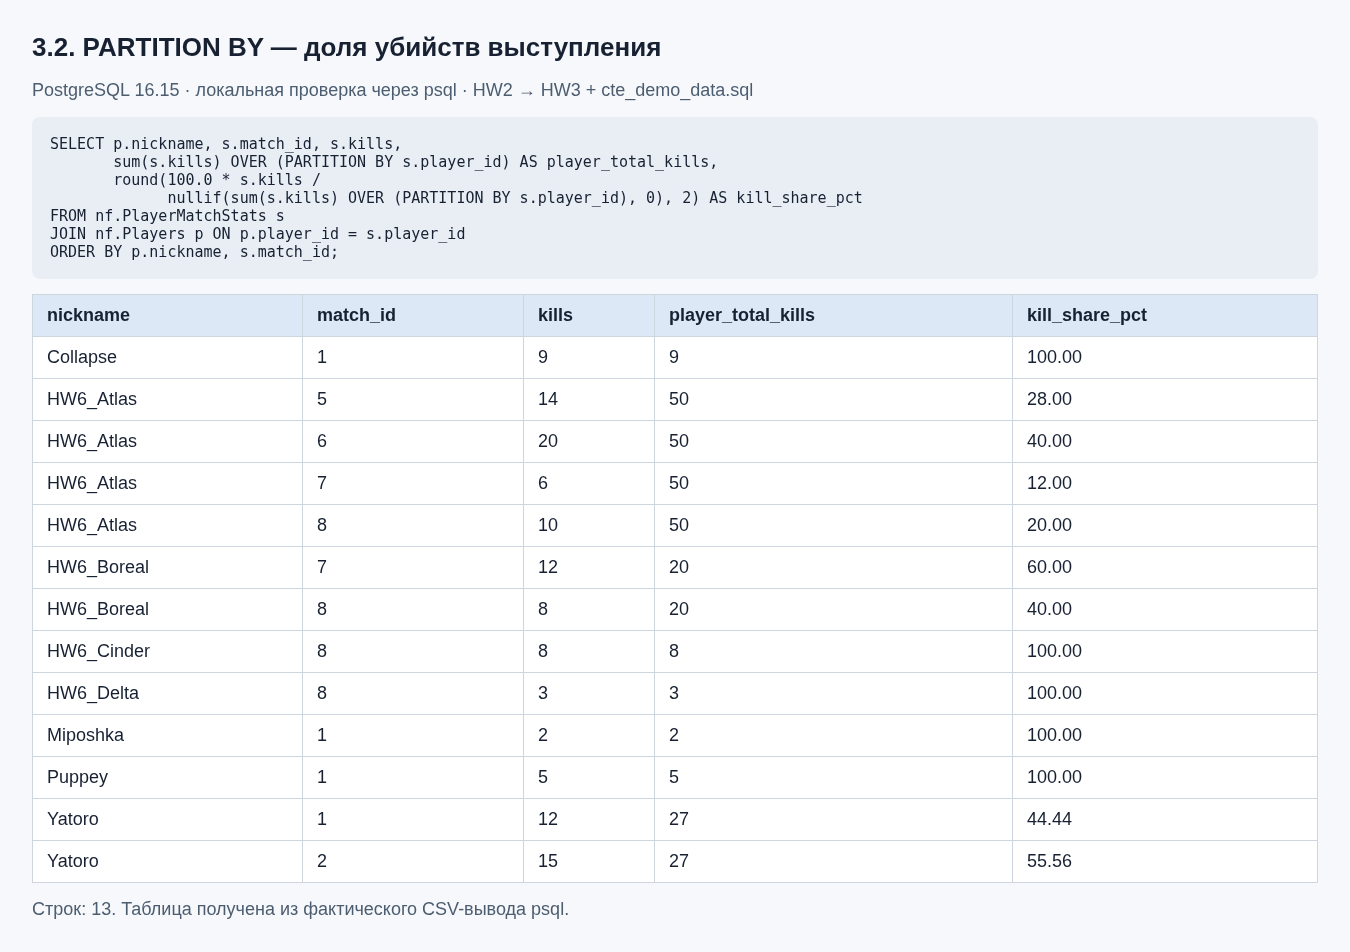 3.2. PARTITION BY — доля убийств выступления
PostgreSQL 16.15 · локальная проверка через psql · HW2 → HW3 + cte_demo_data.sql
SELECT p.nickname, s.match_id, s.kills,
       sum(s.kills) OVER (PARTITION BY s.player_id) AS player_total_kills,
       round(100.0 * s.kills /
             nullif(sum(s.kills) OVER (PARTITION BY s.player_id), 0), 2) AS kill_share_pct
FROM nf.PlayerMatchStats s
JOIN nf.Players p ON p.player_id = s.player_id
ORDER BY p.nickname, s.match_id;
nickname match_id kills player_total_kills kill_share_pct
Collapse 1 9 9 100.00
HW6_Atlas 5 14 50 28.00
HW6_Atlas 6 20 50 40.00
HW6_Atlas 7 6 50 12.00
HW6_Atlas 8 10 50 20.00
HW6_Boreal 7 12 20 60.00
HW6_Boreal 8 8 20 40.00
HW6_Cinder 8 8 8 100.00
HW6_Delta 8 3 3 100.00
Miposhka 1 2 2 100.00
Puppey 1 5 5 100.00
Yatoro 1 12 27 44.44
Yatoro 2 15 27 55.56
Строк: 13. Таблица получена из фактического CSV-вывода psql.